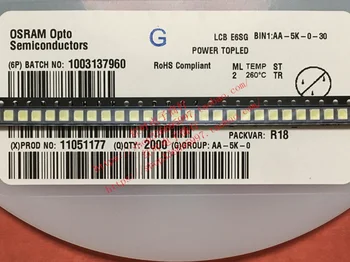 OSRAM Opto
Semiconductors
G
LCB E6SG BIN1:AA-5K-0-30
POWER TOPLED
(6P) BATCH NO: 1003137960
RoHS Compliant
ML TEMP ST
2 260°C TR
PACKVAR: R18
(X)PROD NO: 11051177 (Q)QTY: 2000 (G)GROUP: AA-5K-0